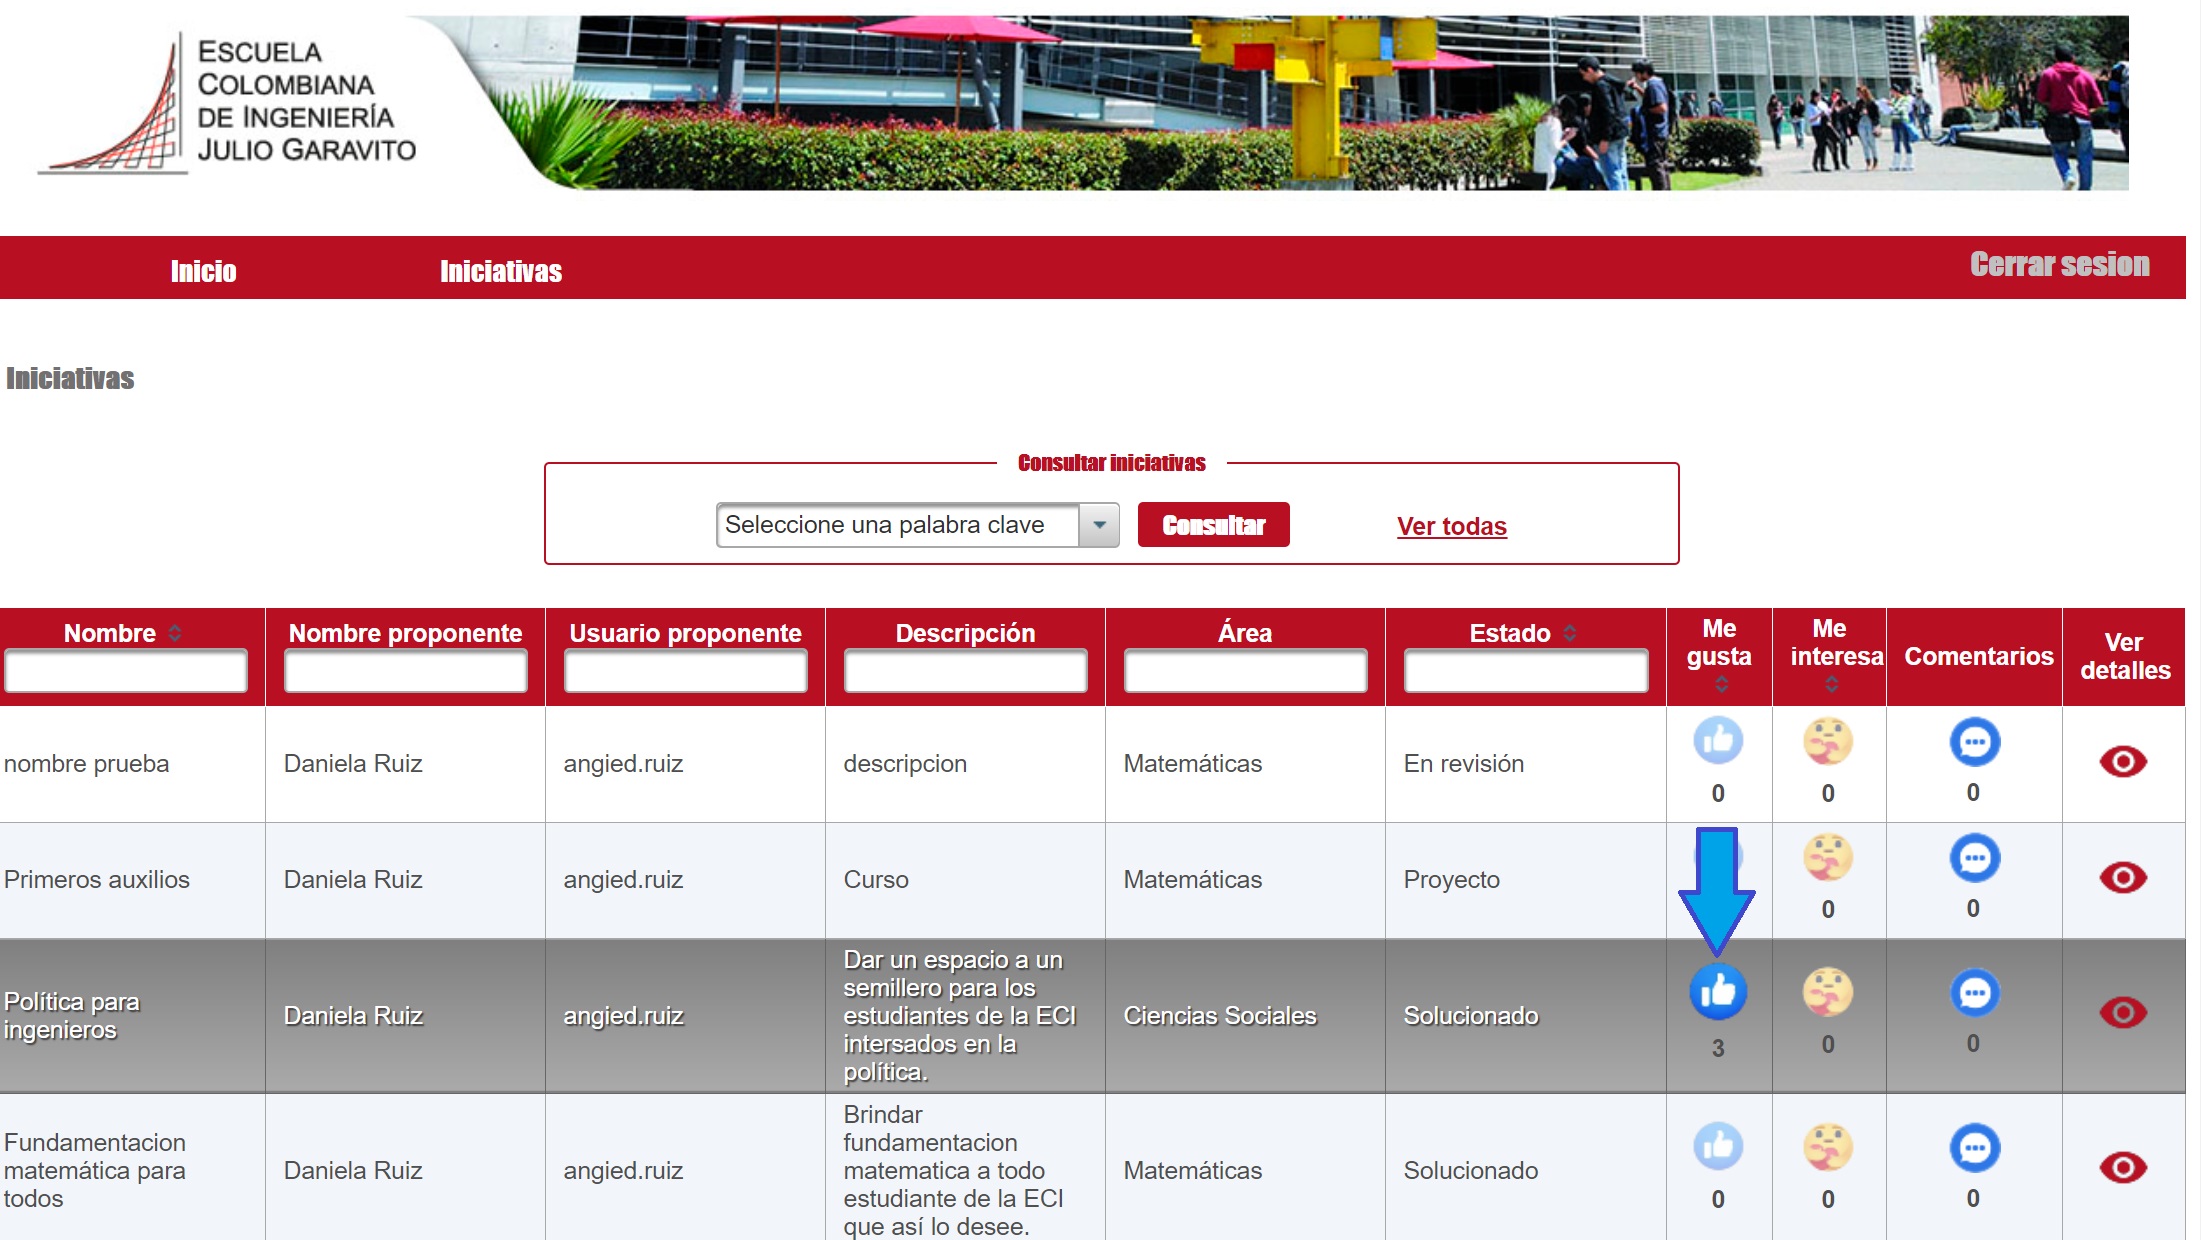 ESCUELA
COLOMBIANA
DE INGENIERÍA
JULIO GARAVITO
Inicio
Iniciativas
Cerrar sesion
Iniciativas
Consultar iniciativas
Seleccione una palabra clave
Consultar
Ver todas
Nombre
Nombre proponente
Usuario proponente
Descripción
Área
Estado
Me
gusta
Me
interesa
Comentarios
Ver
detalles
nombre prueba
Daniela Ruiz
angied.ruiz
descripcion
Matemáticas
En revisión
0
0
0
Primeros auxilios
Daniela Ruiz
angied.ruiz
Curso
Matemáticas
Proyecto
0
0
Política para
ingenieros
Daniela Ruiz
angied.ruiz
Dar un espacio a un
semillero para los
estudiantes de la ECI
intersados en la
política.
Ciencias Sociales
Solucionado
3
0
0
Fundamentacion
matemática para
todos
Daniela Ruiz
angied.ruiz
Brindar
fundamentacion
matematica a todo
estudiante de la ECI
que así lo desee.
Matemáticas
Solucionado
0
0
0